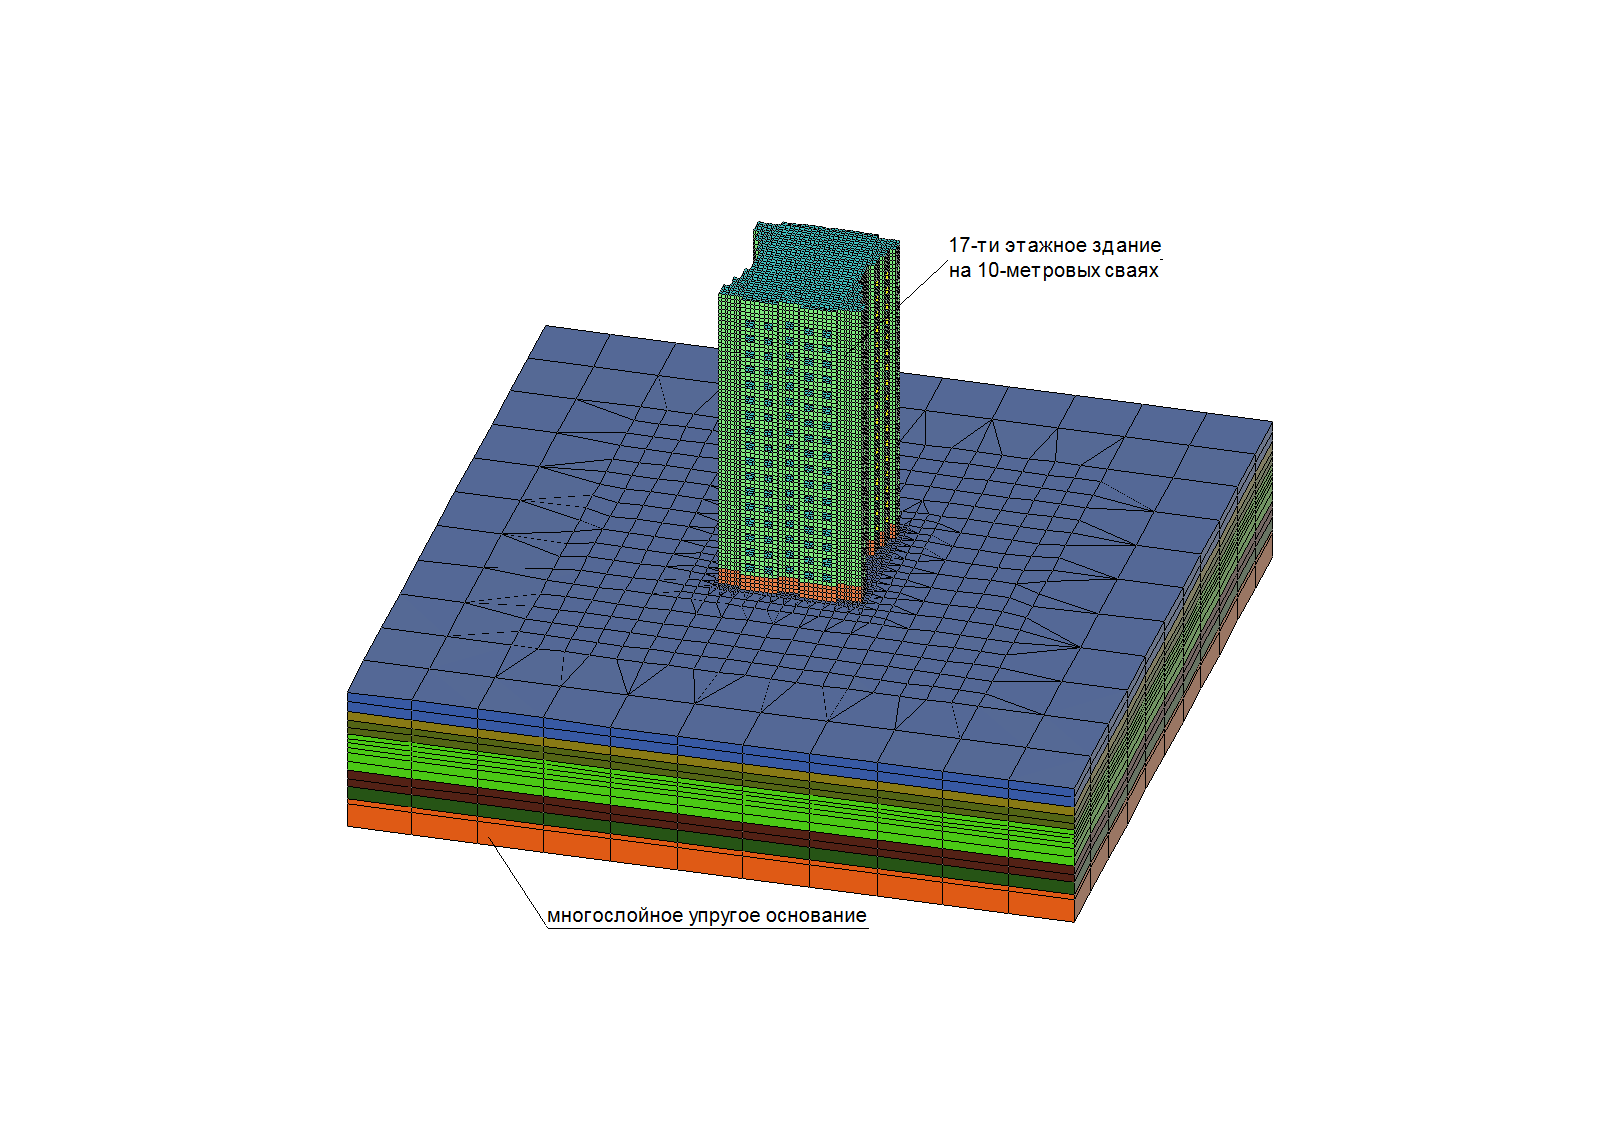 17-ти этажное здание
на 10-метровых сваях
многослойное упругое основание